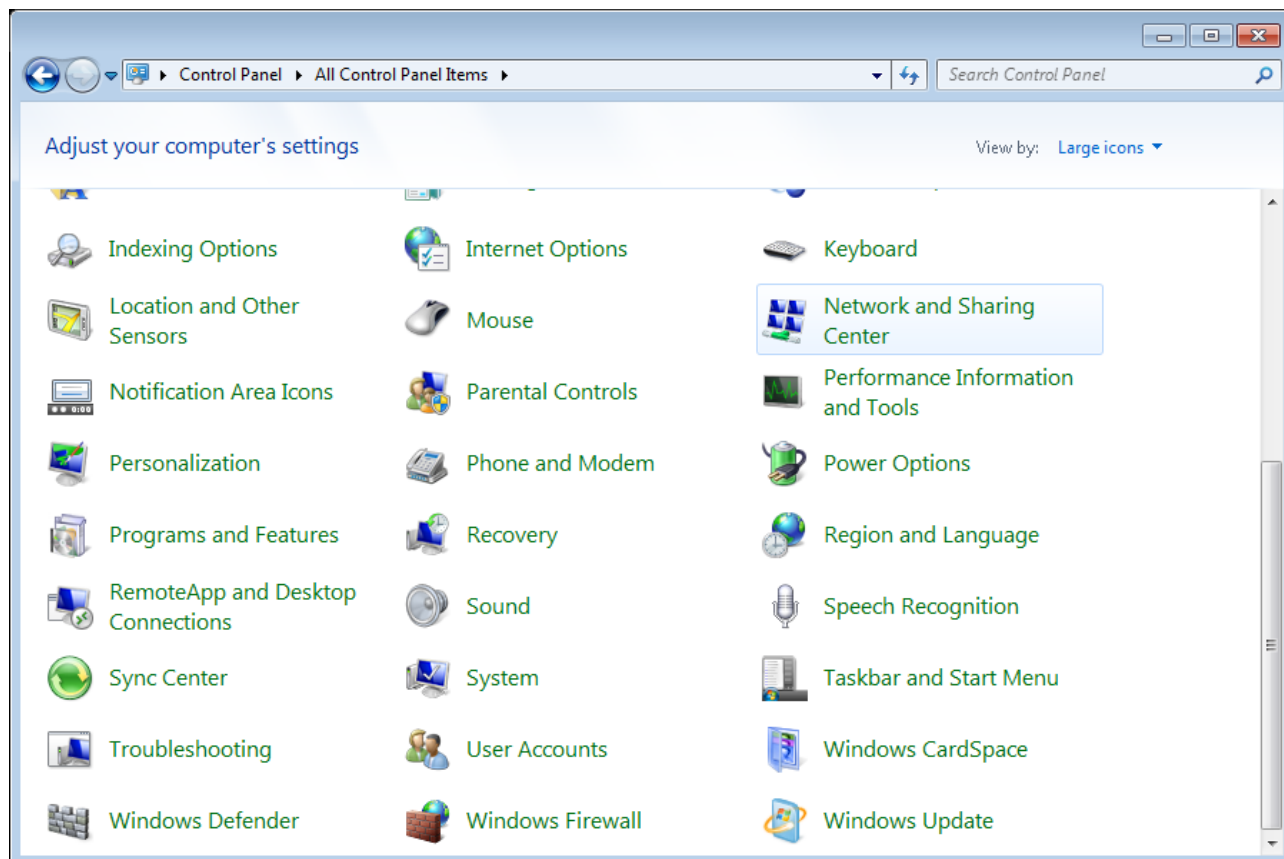 Control Panel
All Control Panel Items
Search Control Panel
Adjust your computer's settings
View by: Large icons
Indexing Options
Internet Options
Keyboard
Location and Other
Sensors
Mouse
Network and Sharing
Center
Notification Area Icons
Parental Controls
Performance Information
and Tools
Personalization
Phone and Modem
Power Options
Programs and Features
Recovery
Region and Language
RemoteApp and Desktop
Connections
Sound
Speech Recognition
Sync Center
System
Taskbar and Start Menu
Troubleshooting
User Accounts
Windows CardSpace
Windows Defender
Windows Firewall
Windows Update